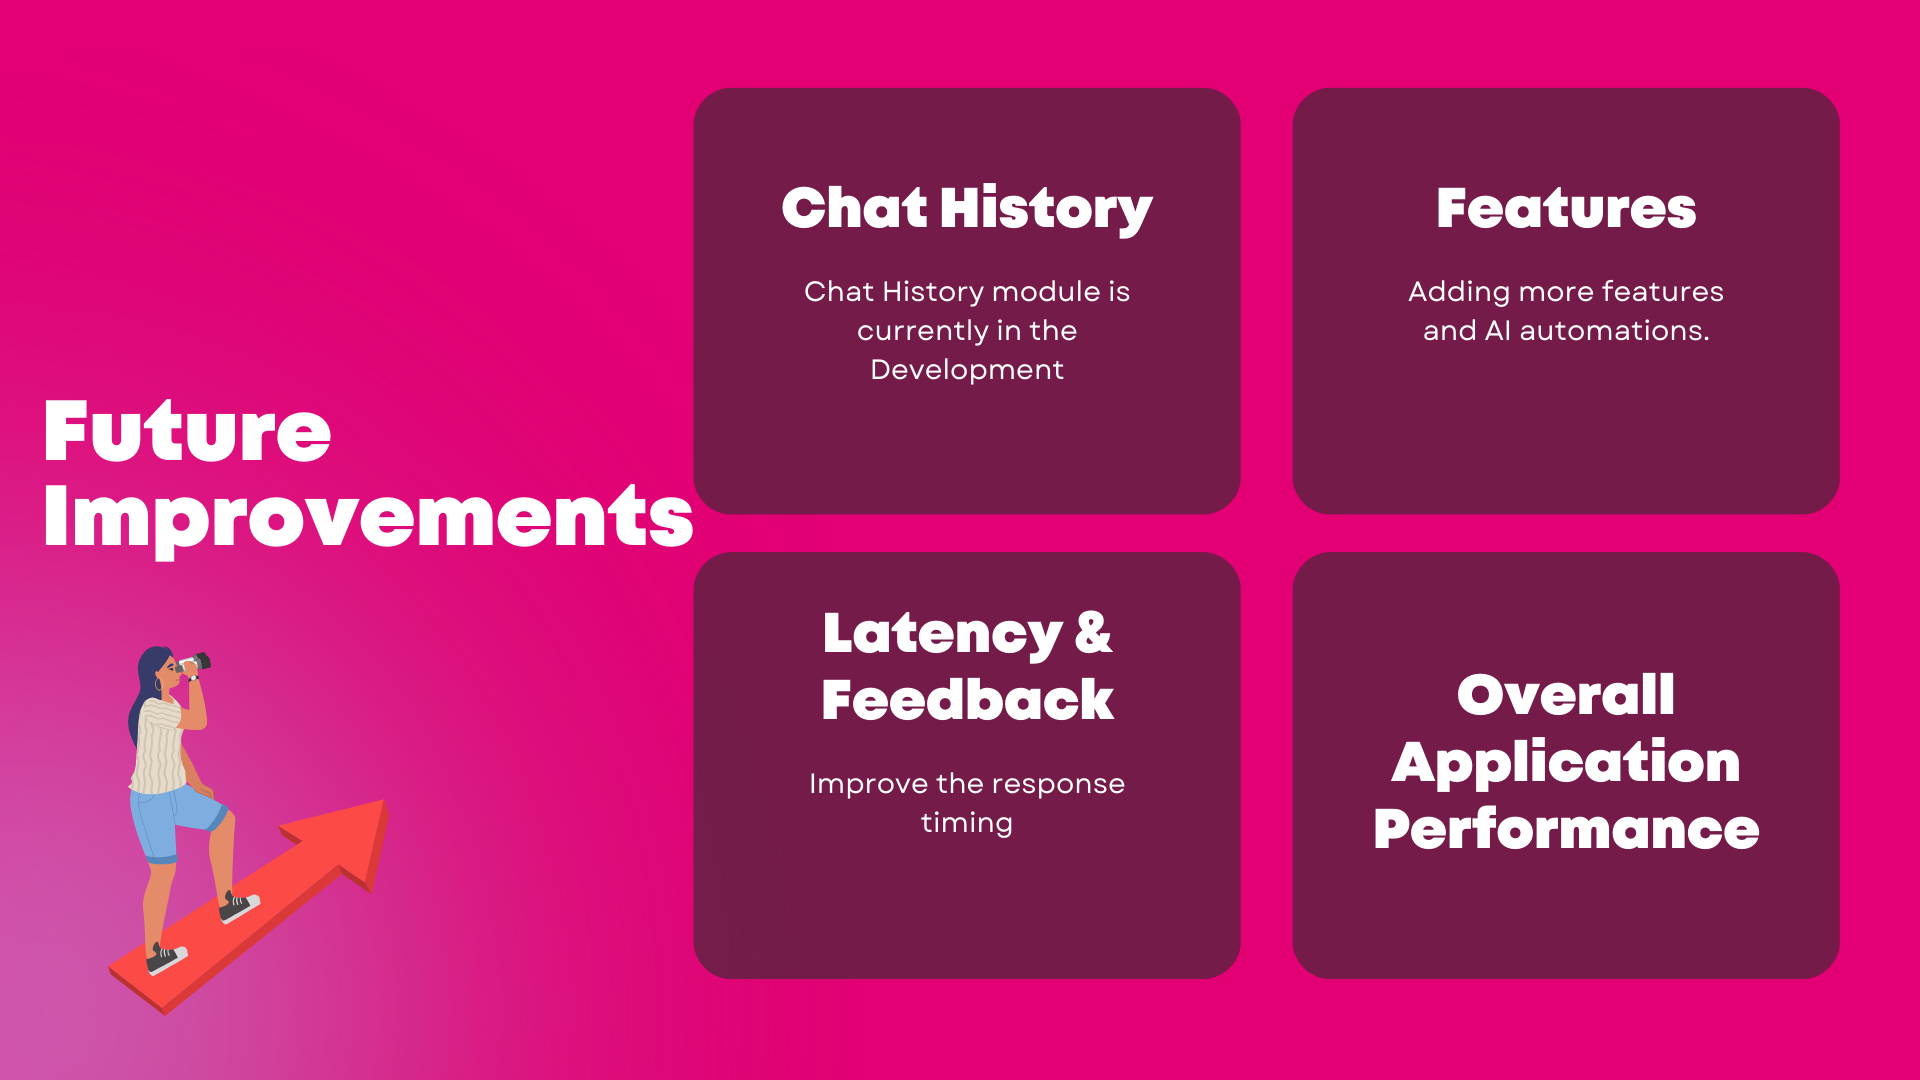 Future
Improvements
Chat History
Chat History module is
currently in the
Development
Features
Adding more features
and AI automations.
Latency &
Feedback
Improve the response
timing
Overall
Application
Performance